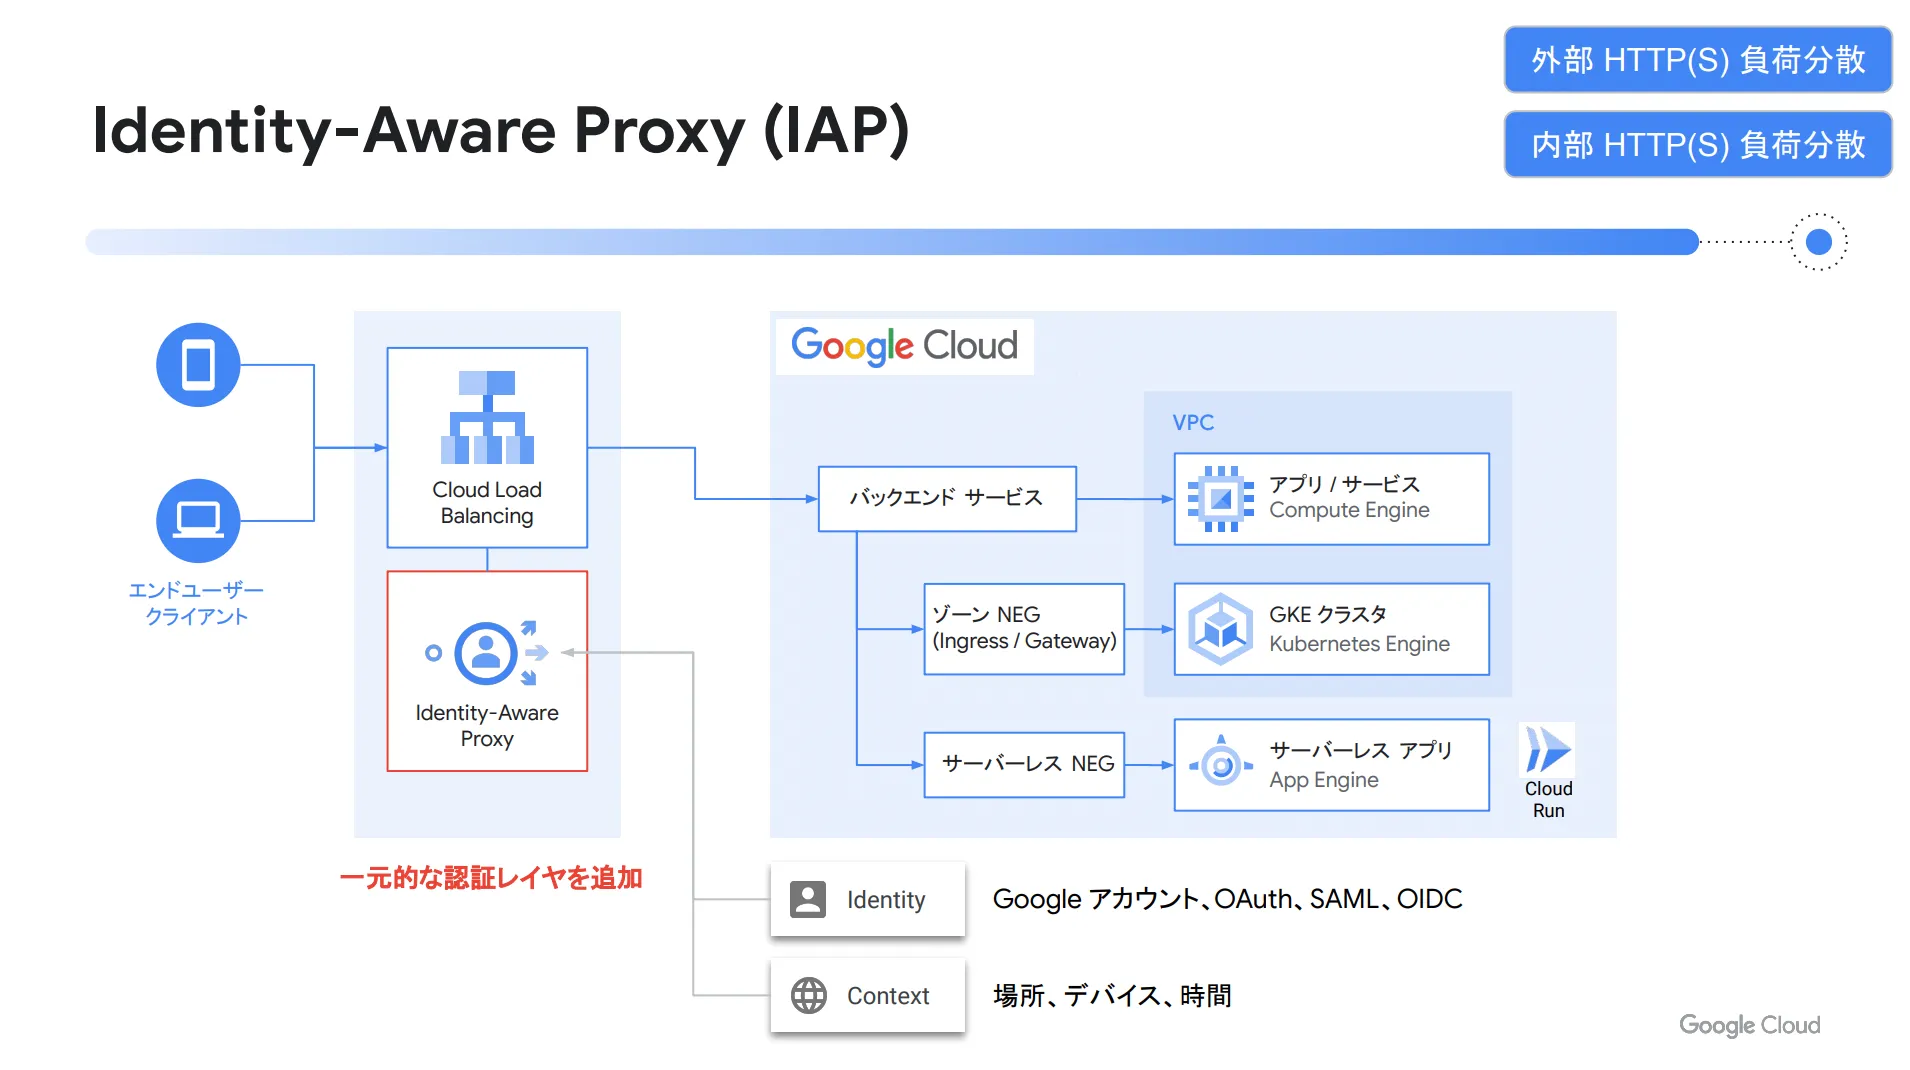 外部 HTTP(S) 負荷分散
内部 HTTP(S) 負荷分散
Identity-Aware Proxy (IAP)
エンドユーザー
クライアント
Cloud Load
Balancing
Identity-Aware
Proxy
一元的な認証レイヤを追加
Google Cloud
バックエンド サービス
ゾーン NEG
(Ingress / Gateway)
サーバーレス NEG
VPC
アプリ / サービス
Compute Engine
GKE クラスタ
Kubernetes Engine
サーバーレス アプリ
App Engine
Cloud
Run
Identity
Google アカウント、OAuth、SAML、OIDC
Context
場所、デバイス、時間
Google Cloud